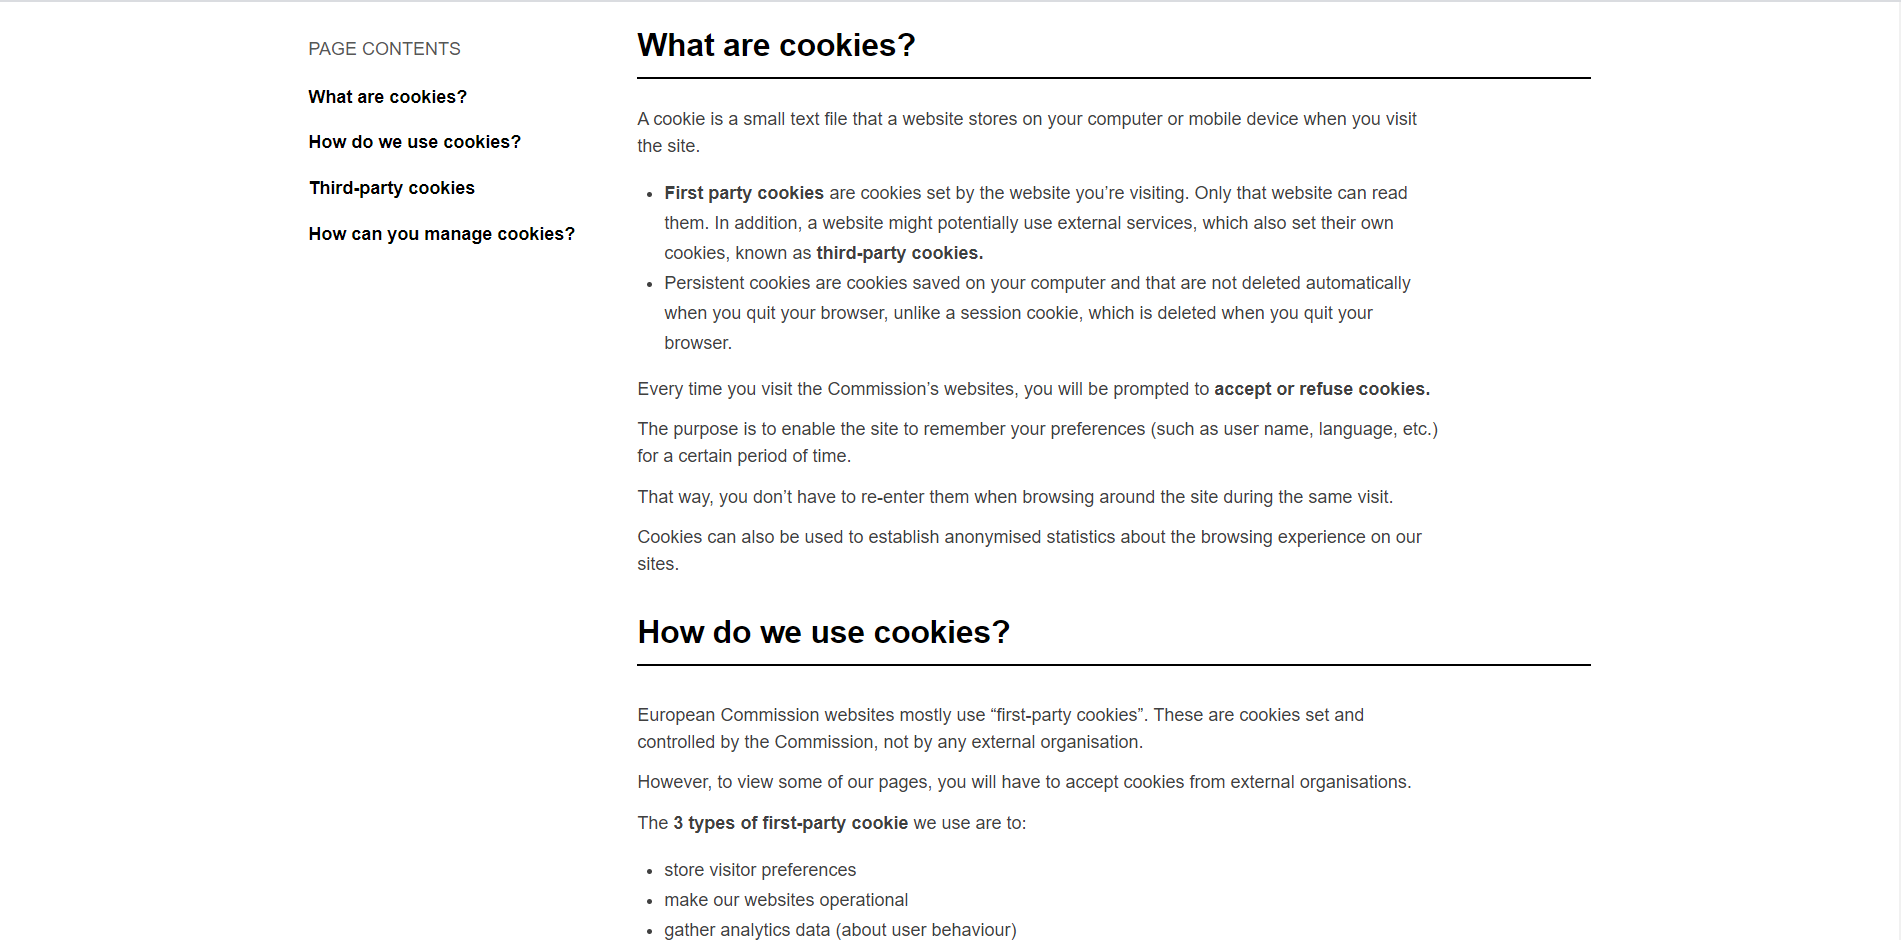 PAGE CONTENTS
What are cookies?
How do we use cookies?
Third-party cookies
How can you manage cookies?
What are cookies?
A cookie is a small text file that a website stores on your computer or mobile device when you visit
the site.
• First party cookies are cookies set by the website you’re visiting. Only that website can read
them. In addition, a website might potentially use external services, which also set their own
cookies, known as third-party cookies.
• Persistent cookies are cookies saved on your computer and that are not deleted automatically
when you quit your browser, unlike a session cookie, which is deleted when you quit your
browser.
Every time you visit the Commission’s websites, you will be prompted to accept or refuse cookies.
The purpose is to enable the site to remember your preferences (such as user name, language, etc.)
for a certain period of time.
That way, you don’t have to re-enter them when browsing around the site during the same visit.
Cookies can also be used to establish anonymised statistics about the browsing experience on our
sites.
How do we use cookies?
European Commission websites mostly use “first-party cookies”. These are cookies set and
controlled by the Commission, not by any external organisation.
However, to view some of our pages, you will have to accept cookies from external organisations.
The 3 types of first-party cookie we use are to:
• store visitor preferences
• make our websites operational
• gather analytics data (about user behaviour)